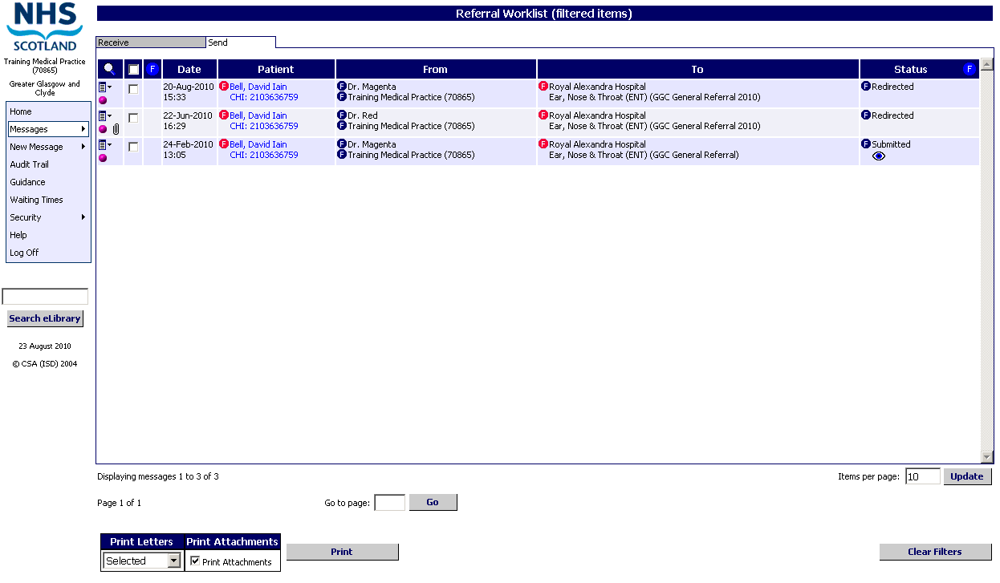 NHS
SCOTLAND
Training Medical Practice
(70865)
Greater Glasgow and
Clyde
Home
Messages
New Message
Audit Trail
Guidance
Waiting Times
Security
Help
Log Off
Search eLibrary
23 August 2010
© CSA (ISD) 2004
Referral Worklist (filtered items)
Receive Send
F Date Patient From To Status F
20-Aug-2010 F Bell, David Iain F Dr. Magenta F Royal Alexandra Hospital F Redirected
15:33 CHI: 2103636759 F Training Medical Practice (70865) Ear, Nose & Throat (ENT) (GGC General Referral 2010)
22-Jun-2010 F Bell, David Iain F Dr. Red F Royal Alexandra Hospital F Redirected
16:29 CHI: 2103636759 F Training Medical Practice (70865) Ear, Nose & Throat (ENT) (GGC General Referral 2010)
24-Feb-2010 F Bell, David Iain F Dr. Magenta F Royal Alexandra Hospital F Submitted
13:05 CHI: 2103636759 F Training Medical Practice (70865) Ear, Nose & Throat (ENT) (GGC General Referral)
Displaying messages 1 to 3 of 3 Items per page: 10 Update
Page 1 of 1 Go to page: Go
Print Letters Print Attachments
Selected Print Attachments Print Clear Filters